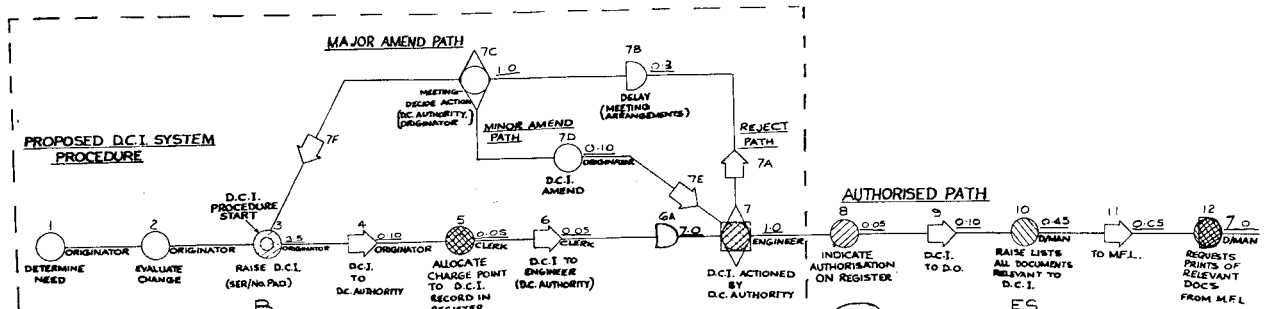 MAJOR AMEND PATH
7C
1.0
MEETING-
DECIDE ACTION
(D.C. AUTHORITY,
ORIGINATOR)
7B
0.3
DELAY
(MEETING
ARRANGEMENTS)
PROPOSED D.C.I. SYSTEM
PROCEDURE
7F
MINOR AMEND
PATH
7D
0.10
ORIGINATOR
D.C.I.
AMEND
7E
REJECT
PATH
7A
D.C.I.
PROCEDURE
START
AUTHORISED PATH
1
ORIGINATOR
DETERMINE
NEED
2
ORIGINATOR
EVALUATE
CHANGE
3
3.5
ORIGINATOR
RAISE D.C.I.
(SER/No. PAD)
4
0.10
ORIGINATOR
D.C.I.
TO
D.C. AUTHORITY
5
0.05
CLERK
ALLOCATE
CHARGE POINT
TO D.C.I.
RECORD IN
REGISTER
6
0.05
CLERK
D.C.I. TO
ENGINEER
(D.C. AUTHORITY)
6A
7.0
7
1.0
ENGINEER
D.C.I. ACTIONED
BY
D.C. AUTHORITY
8
0.05
INDICATE
AUTHORISATION
ON REGISTER
9
0.10
D.C.I.
TO D.O.
10
0.45
D/MAN
RAISE LISTS
ALL DOCUMENTS
RELEVANT TO
D.C.I.
11
0.05
TO M.F.L.
12
7.0
D/MAN
REQUESTS
PRINTS OF
RELEVANT
DOCS
FROM M.F.L
B
ES